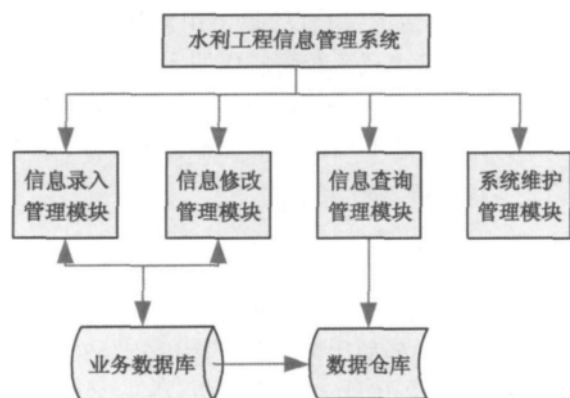 水利工程信息管理系统
信息录入
管理模块
信息修改
管理模块
信息查询
管理模块
系统维护
管理模块
业务数据库
数据仓库